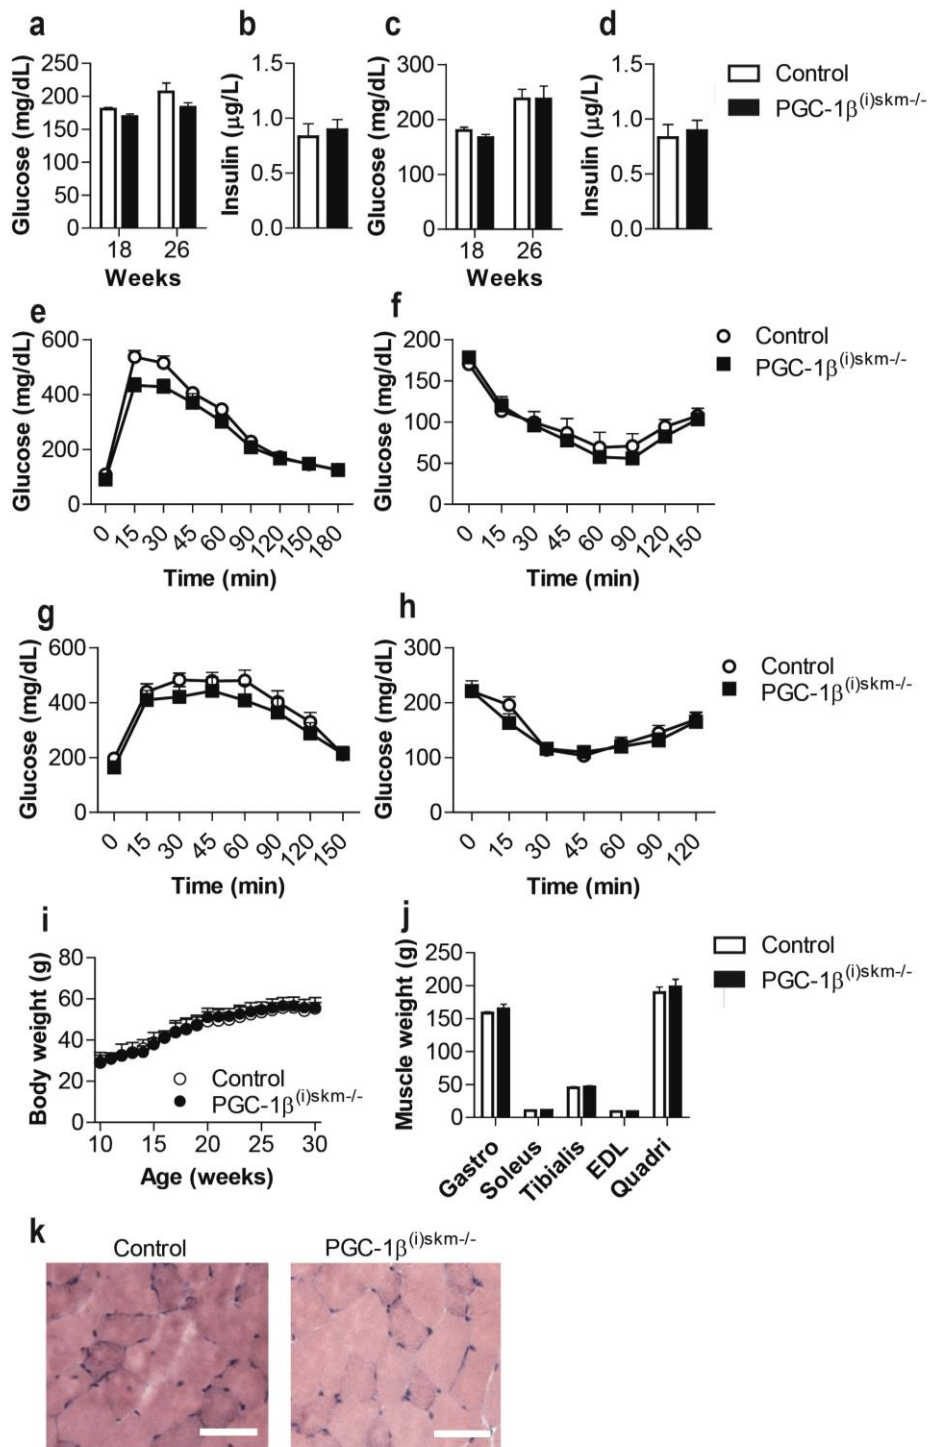 a
b
c
d
Glucose (mg/dL)
250
200
150
100
50
0
18 26
Weeks
Insulin (µg/L)
1.5
1.0
0.5
0.0
Glucose (mg/dL)
300
200
100
0
18 26
Weeks
Insulin (µg/L)
1.5
1.0
0.5
0.0
Control
PGC-1β(i)skm-/-
e
Glucose (mg/dL)
600
400
200
0
0 15 30 45 60 90 120 150 180
Time (min)
f
Glucose (mg/dL)
200
150
100
50
0
0 15 30 45 60 90 120 150
Time (min)
Control
PGC-1β(i)skm-/-
g
Glucose (mg/dL)
600
400
200
0
0 15 30 45 60 90 120 150
Time (min)
h
Glucose (mg/dL)
300
200
100
0
0 15 30 45 60 90 120
Time (min)
Control
PGC-1β(i)skm-/-
i
Body weight (g)
80
60
40
20
0
10 15 20 25 30
Age (weeks)
Control
PGC-1β(i)skm-/-
j
Muscle weight (g)
250
200
150
100
50
0
Gastro Soleus Tibialis EDL Quadri
Control
PGC-1β(i)skm-/-
k
Control
PGC-1β(i)skm-/-